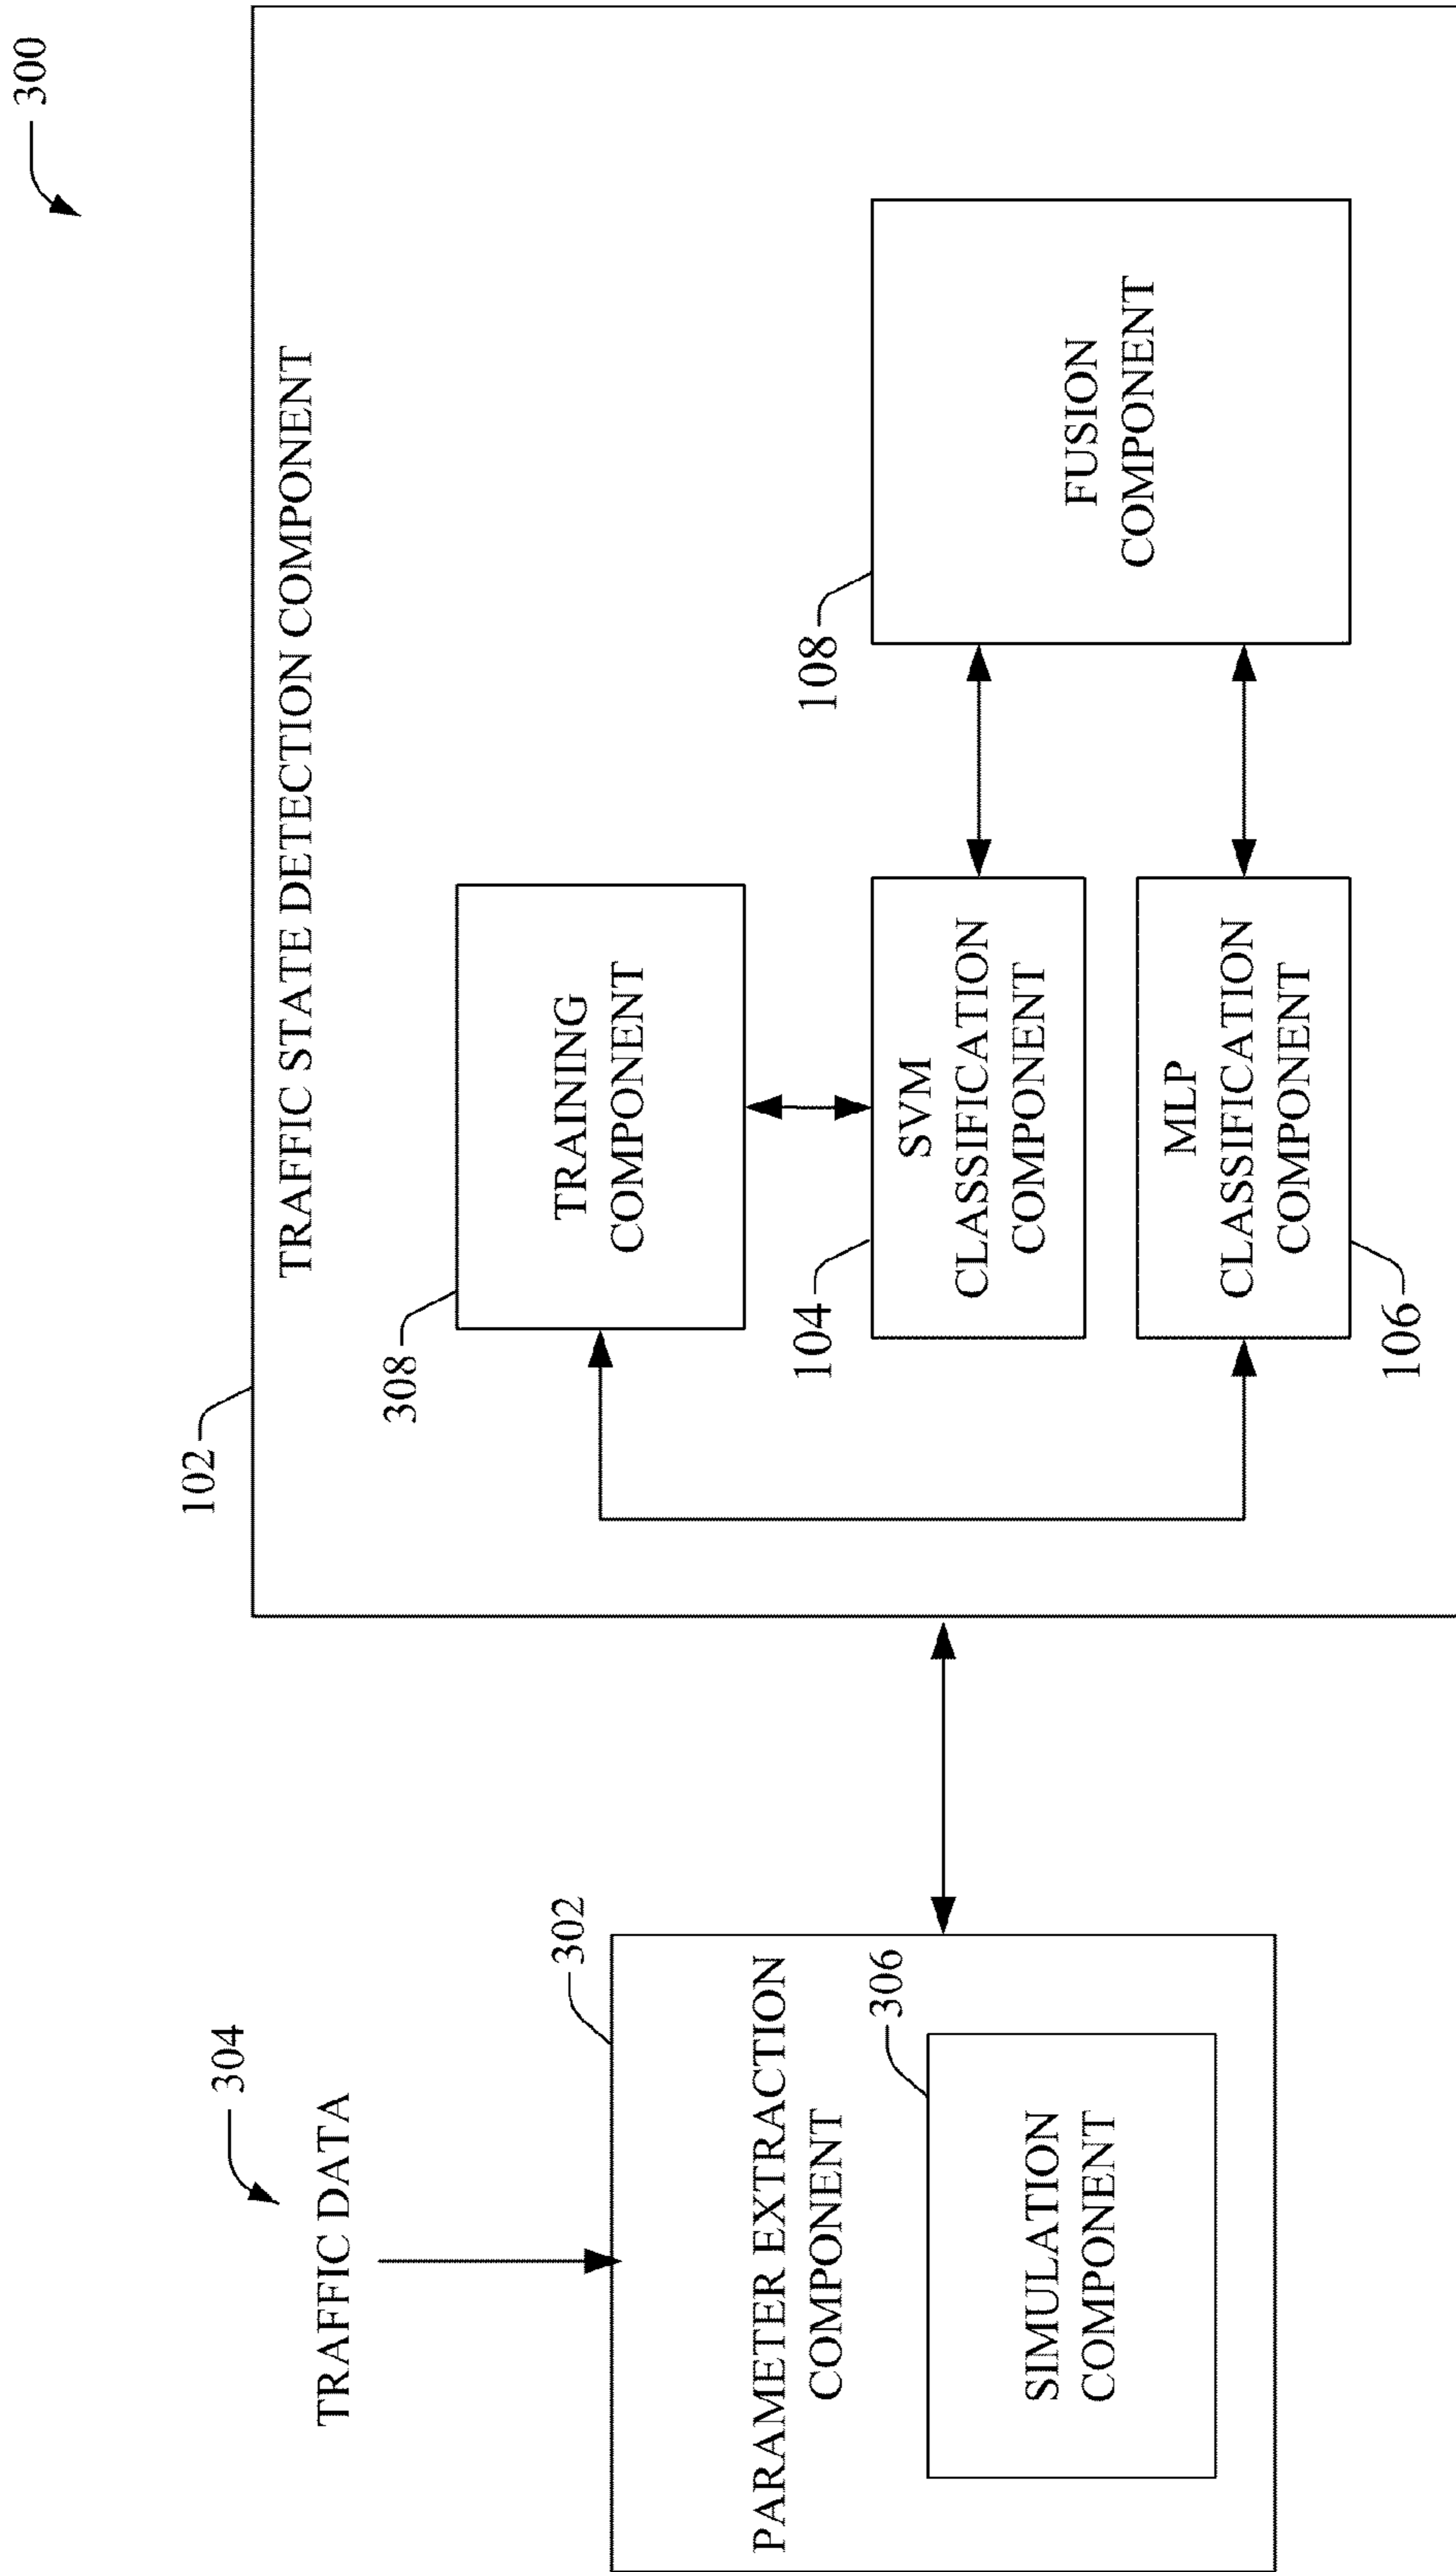 300
304
TRAFFIC DATA
302
PARAMETER EXTRACTION
COMPONENT
306
SIMULATION
COMPONENT
102
TRAFFIC STATE DETECTION COMPONENT
308
TRAINING
COMPONENT
104
SVM
CLASSIFICATION
COMPONENT
106
MLP
CLASSIFICATION
COMPONENT
108
FUSION
COMPONENT